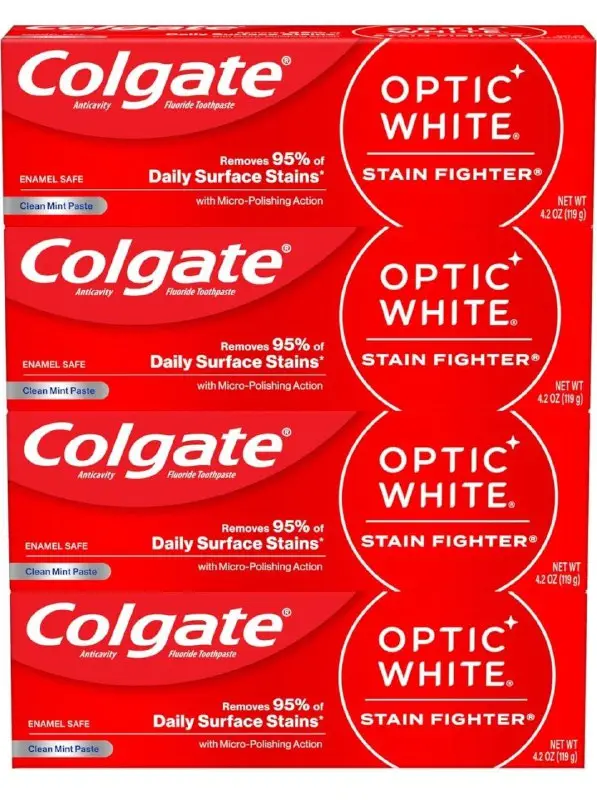 Colgate®
Anticavity Fluoride Toothpaste
OPTIC
WHITE®
STAIN FIGHTER®
Removes 95% of
Daily Surface Stains*
with Micro-Polishing Action
ENAMEL SAFE
Clean Mint Paste
NET WT
4.2 OZ (119 g)
Colgate®
Anticavity Fluoride Toothpaste
OPTIC
WHITE®
STAIN FIGHTER®
Removes 95% of
Daily Surface Stains*
with Micro-Polishing Action
ENAMEL SAFE
Clean Mint Paste
NET WT
4.2 OZ (119 g)
Colgate®
Anticavity Fluoride Toothpaste
OPTIC
WHITE®
STAIN FIGHTER®
Removes 95% of
Daily Surface Stains*
with Micro-Polishing Action
ENAMEL SAFE
Clean Mint Paste
NET WT
4.2 OZ (119 g)
Colgate®
Anticavity Fluoride Toothpaste
OPTIC
WHITE®
STAIN FIGHTER®
Removes 95% of
Daily Surface Stains*
with Micro-Polishing Action
ENAMEL SAFE
Clean Mint Paste
NET WT
4.2 OZ (119 g)